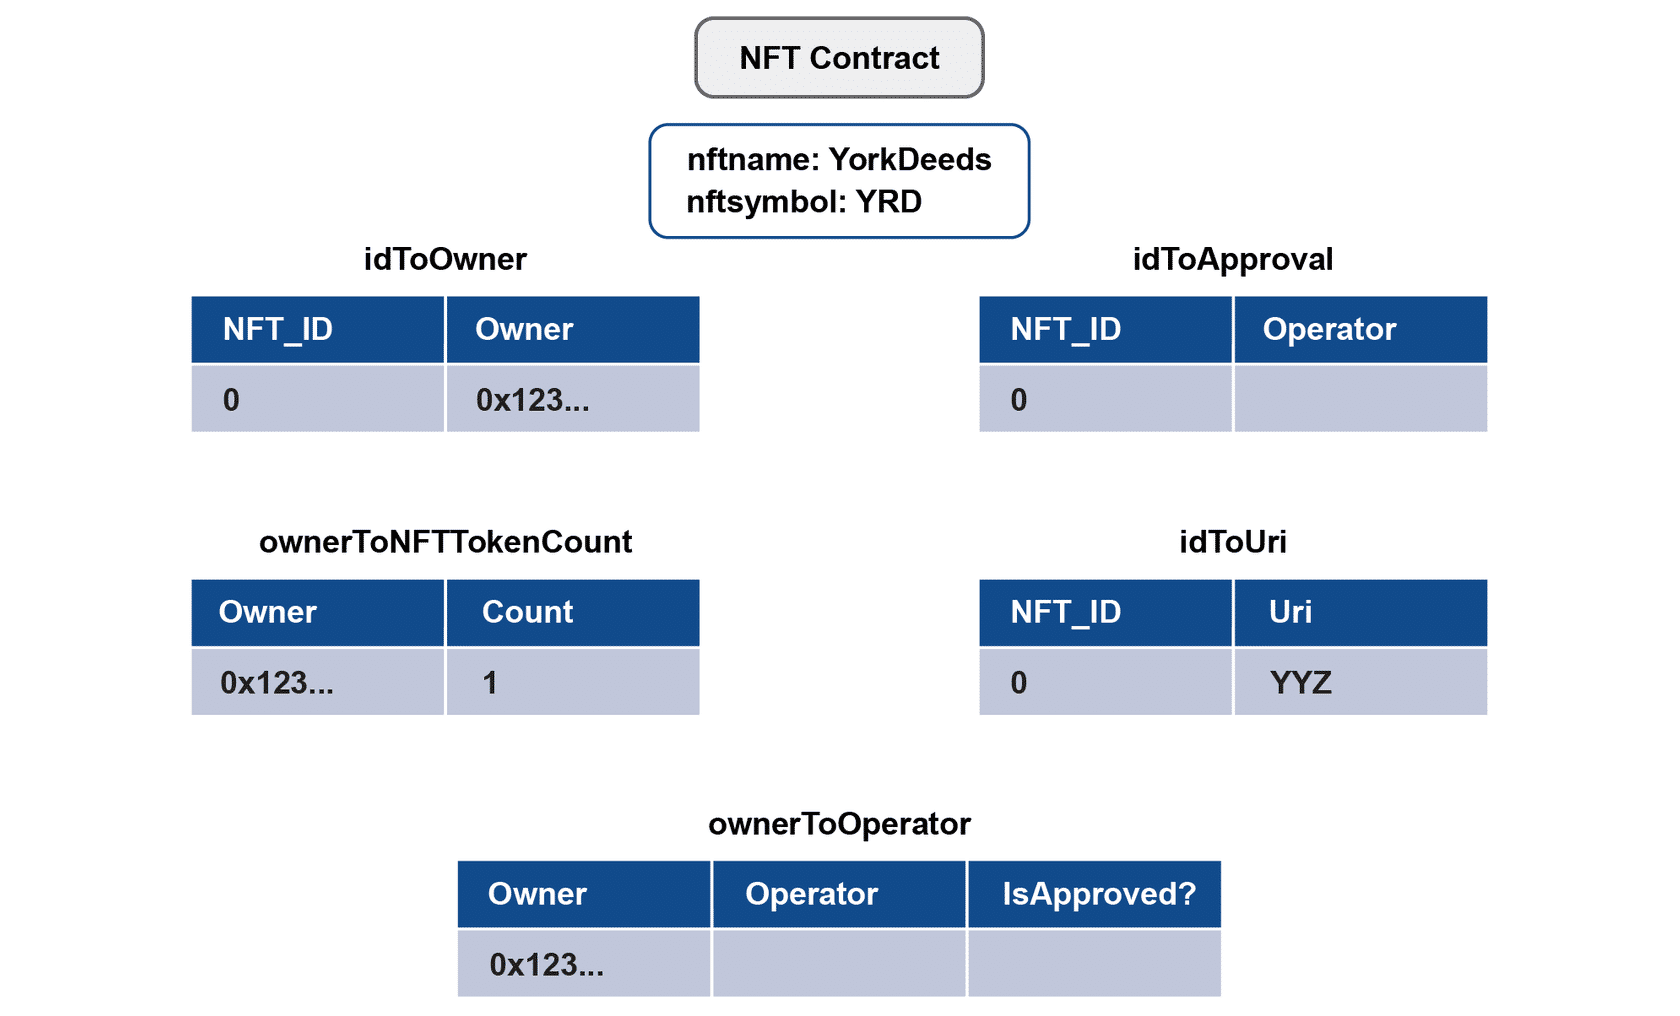 NFT Contract
nftname: YorkDeeds
nftsymbol: YRD
idToOwner
NFT_ID Owner
0 0x123...
idToApproval
NFT_ID Operator
0
ownerToNFTTokenCount
Owner Count
0x123... 1
idToUri
NFT_ID Uri
0 YYZ
ownerToOperator
Owner Operator IsApproved?
0x123...